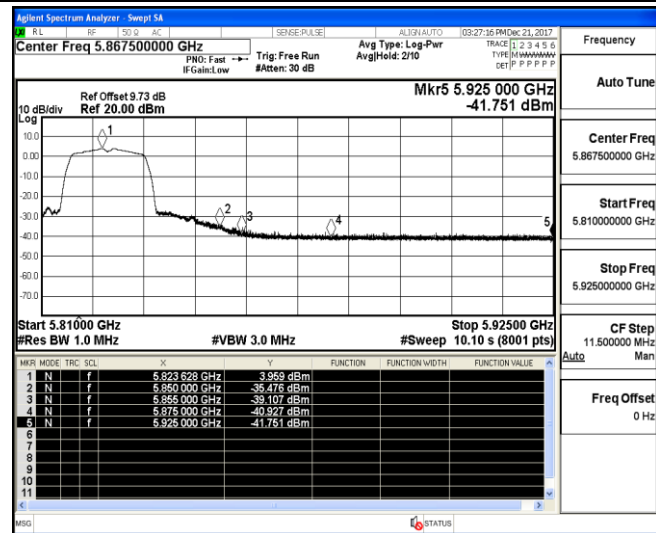 Agilent Spectrum Analyzer - Swept SA
RL RF 50 Ω AC SENSE:PULSE ALIGN AUTO 03:27:16 PM Dec 21, 2017
Center Freq 5.867500000 GHz
PNO: Fast
IFGain:Low
Trig: Free Run
#Atten: 30 dB
Avg Type: Log-Pwr
Avg|Hold: 2/10
TRACE 1 2 3 4 5 6
TYPE M
DET P P P P P P
Ref Offset 9.73 dB
Ref 20.00 dBm
10 dB/div
Log
Mkr5 5.925 000 GHz
-41.751 dBm
10.0
0.00
-10.0
-20.0
-30.0
-40.0
-50.0
-60.0
-70.0
1
2
3
4
5
Start 5.81000 GHz Stop 5.92500 GHz
#Res BW 1.0 MHz #VBW 3.0 MHz #Sweep 10.10 s (8001 pts)
MKR MODE TRC SCL X Y FUNCTION FUNCTION WIDTH FUNCTION VALUE
1 N f 5.823 628 GHz 3.959 dBm
2 N f 5.850 000 GHz -35.476 dBm
3 N f 5.855 000 GHz -39.107 dBm
4 N f 5.875 000 GHz -40.927 dBm
5 N f 5.925 000 GHz -41.751 dBm
6
7
8
9
10
11
MSG STATUS
Frequency
Auto Tune
Center Freq
5.867500000 GHz
Start Freq
5.810000000 GHz
Stop Freq
5.925000000 GHz
CF Step
11.500000 MHz
Auto Man
Freq Offset
0 Hz